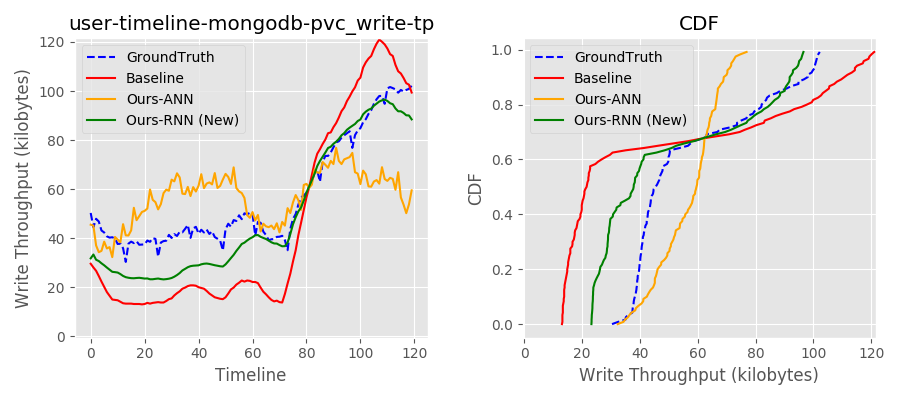 user-timeline-mongodb-pvc_write-tp
Write Throughput (kilobytes)
120
100
80
60
40
20
0
GroundTruth
Baseline
Ours-ANN
Ours-RNN (New)
0 20 40 60 80 100 120
Timeline
CDF
CDF
1.0
0.8
0.6
0.4
0.2
0.0
GroundTruth
Baseline
Ours-ANN
Ours-RNN (New)
0 20 40 60 80 100 120
Write Throughput (kilobytes)